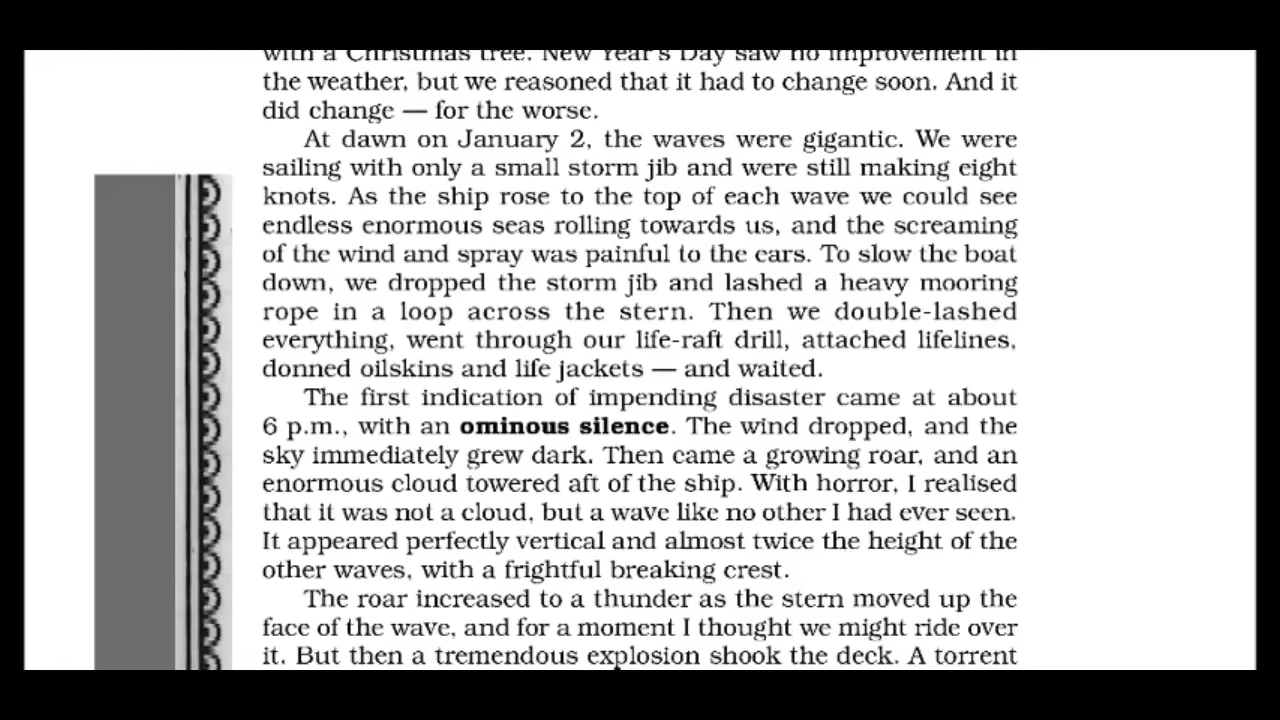 with a Christmas tree. New Year's Day saw no improvement in
the weather, but we reasoned that it had to change soon. And it
did change — for the worse.
At dawn on January 2, the waves were gigantic. We were
sailing with only a small storm jib and were still making eight
knots. As the ship rose to the top of each wave we could see
endless enormous seas rolling towards us, and the screaming
of the wind and spray was painful to the ears. To slow the boat
down, we dropped the storm jib and lashed a heavy mooring
rope in a loop across the stern. Then we double-lashed
everything, went through our life-raft drill, attached lifelines,
donned oilskins and life jackets — and waited.
The first indication of impending disaster came at about
6 p.m., with an ominous silence. The wind dropped, and the
sky immediately grew dark. Then came a growing roar, and an
enormous cloud towered aft of the ship. With horror, I realised
that it was not a cloud, but a wave like no other I had ever seen.
It appeared perfectly vertical and almost twice the height of the
other waves, with a frightful breaking crest.
The roar increased to a thunder as the stern moved up the
face of the wave, and for a moment I thought we might ride over
it. But then a tremendous explosion shook the deck. A torrent